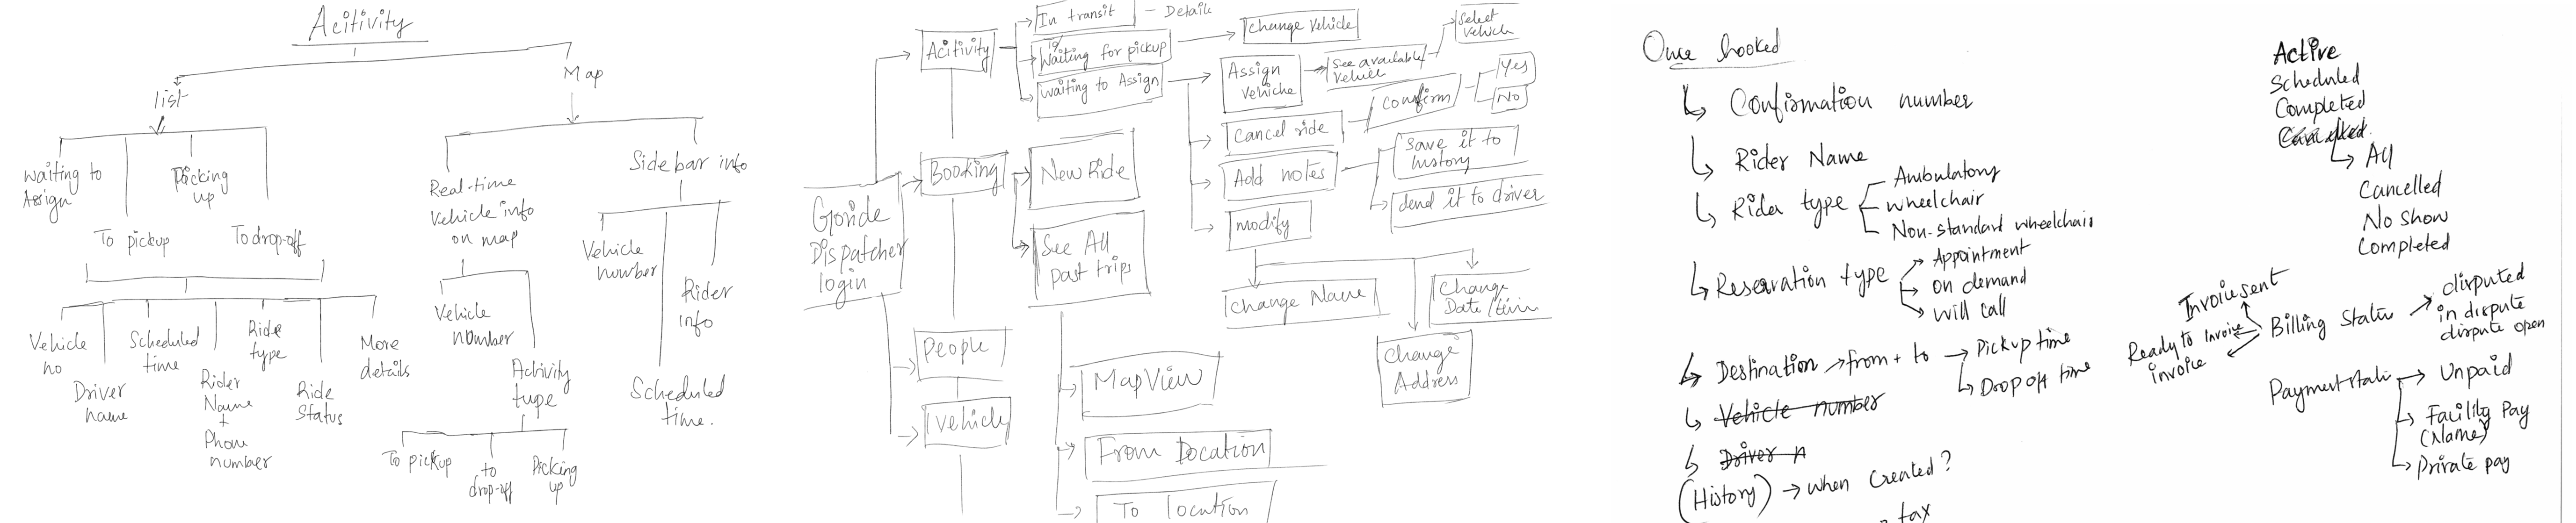 Acitivity
list
Map
waiting to
Assign
Picking
up
To pickup
To drop-off
Vehicle
no
Driver
name
Scheduled
time
Rider
Name
+
Phone
number
Ride
type
Ride
Status
More
details
Real-time
vehicle info
on map
Side bar info
Vehicle
number
Activity
type
To pickup
to
drop-off
Picking
up
Vehicle
number
Rider
info
Scheduled
time.
Goride
Dispatcher
login
Acitivity
In transit - Details
Waiting for pickup
waiting to Assign
change vehicle
Assign
vehicle
See available
vehicle
Select
vehicle
Cancel ride
confirm
Yes
No
Add notes
Save it to
history
send it to driver
modify
change Name
Change
Address
Change
Date/time
Booking
New Ride
See All
past trips
Map View
From Location
To location
People
Vehicle
Once booked
Confirmation number
Rider Name
Rider type
Ambulatory
wheelchair
Non-standard wheelchair
Reservation type
Appointment
on demand
will call
Destination from + to
Pickup time
Drop off time
Vehicle number
Driver n
(History) when created?
tax
Active
Scheduled
Completed
All
Cancelled
No show
Completed
Billing Status
Invoice sent
Ready to invoice
invoice
disputed
in dispute
dispute open
Payment stati
Unpaid
Facility Pay
(Name)
Private pay